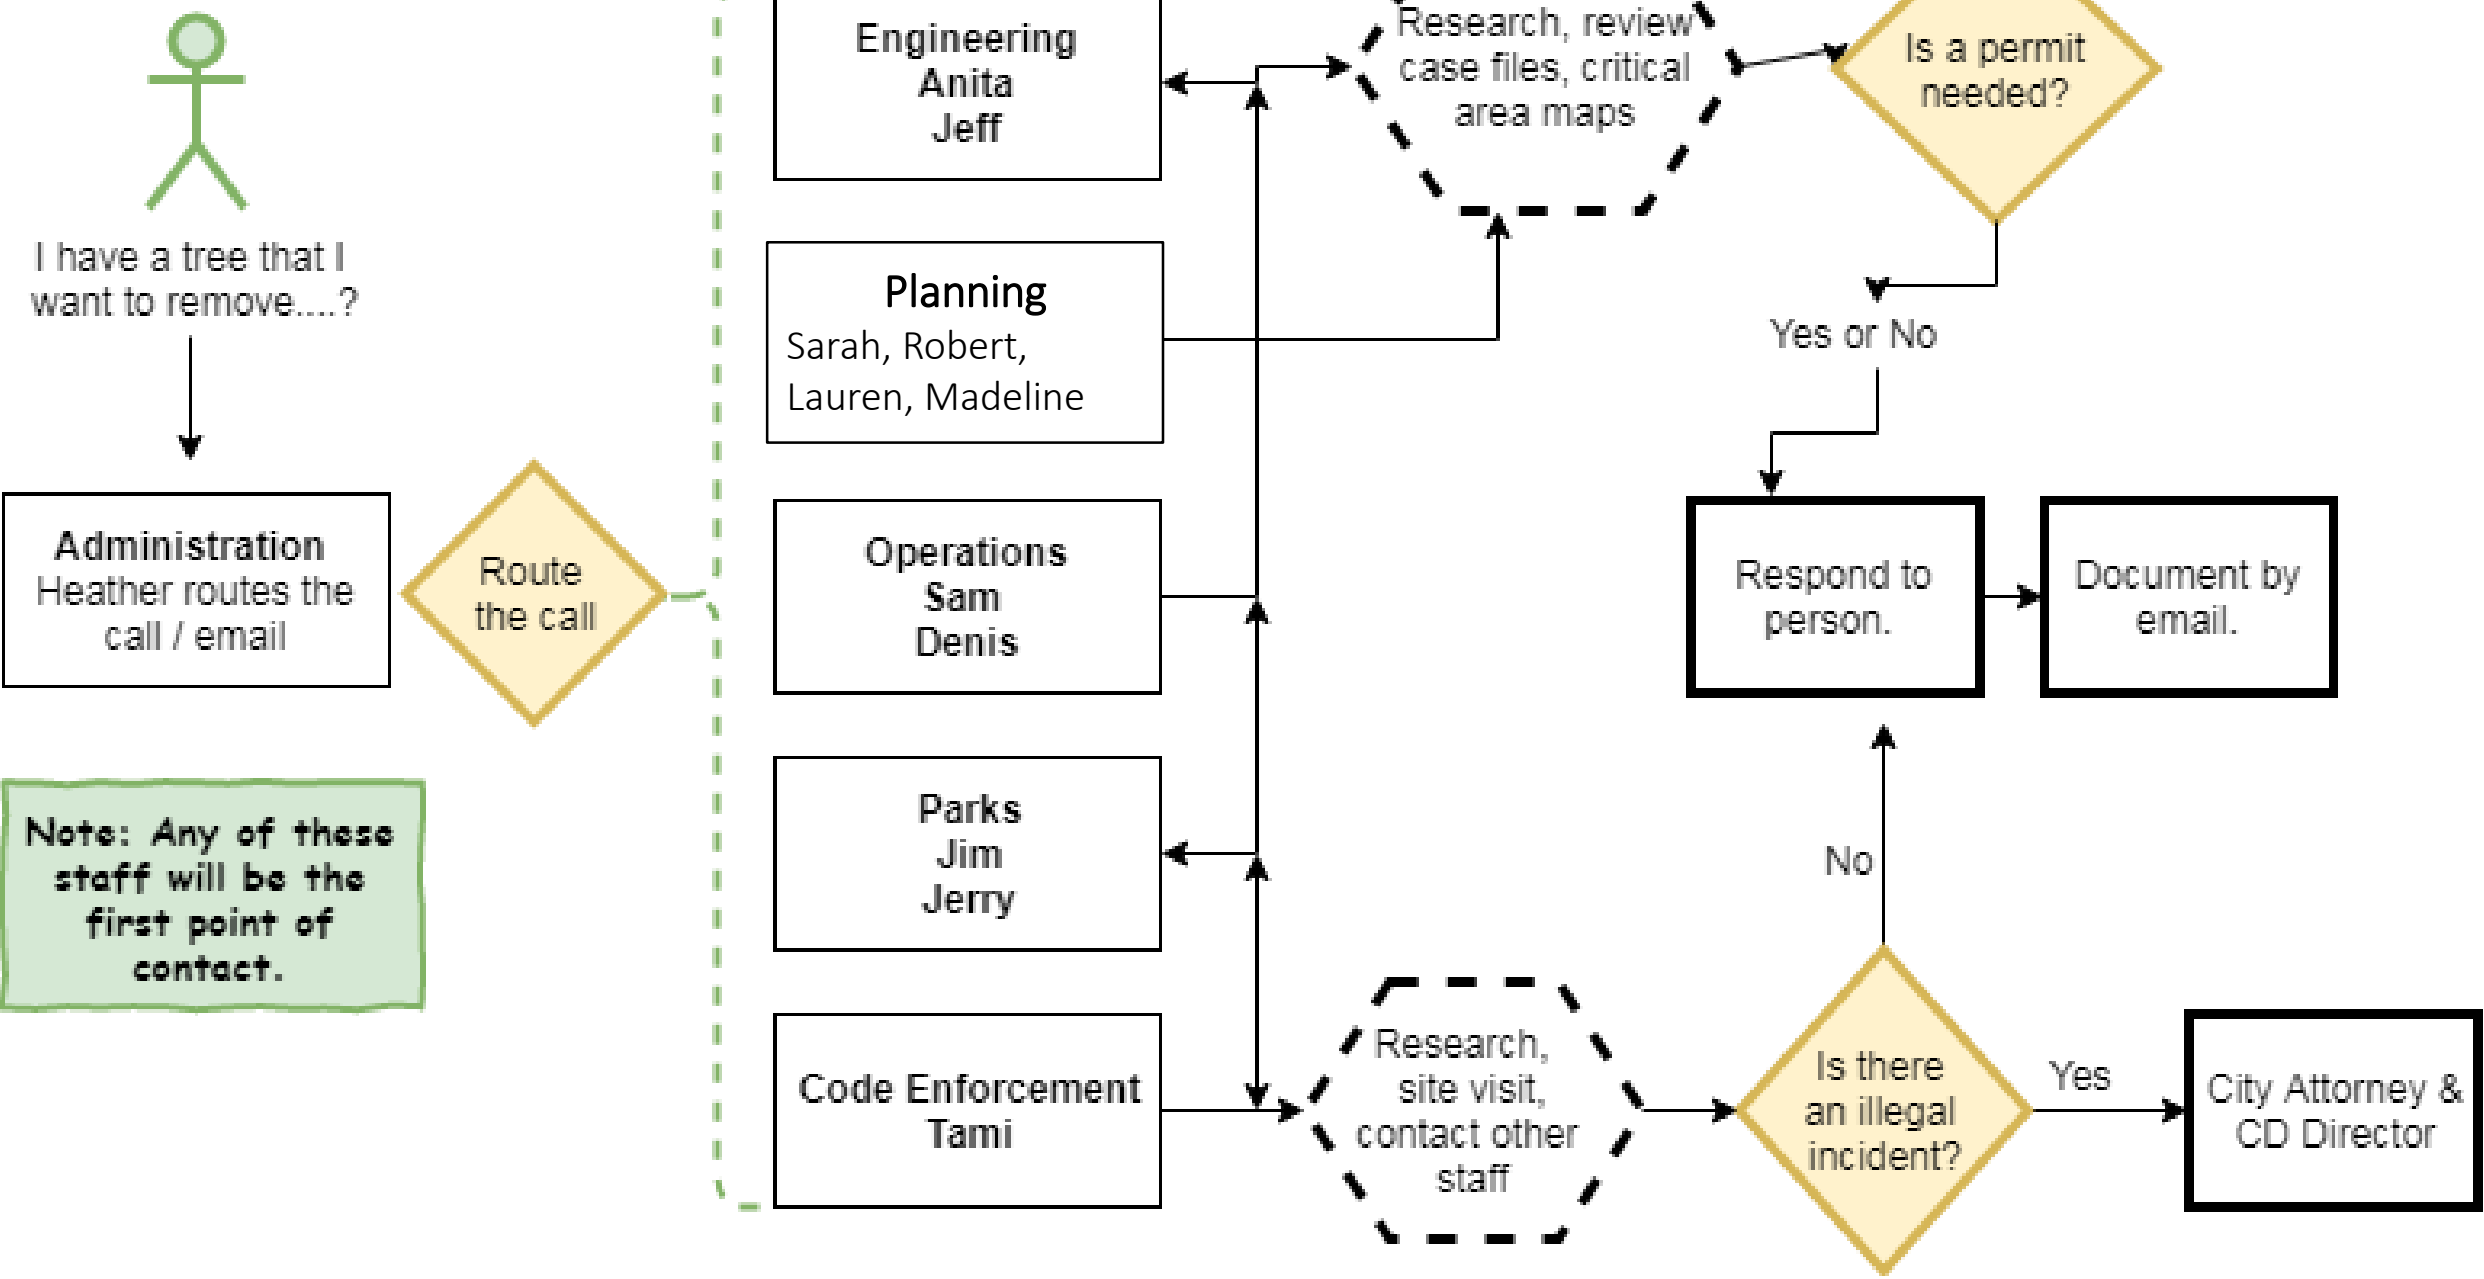 I have a tree that I
want to remove....?
Administration
Heather routes the
call / email
Route
the call
Note: Any of these
staff will be the
first point of
contact.
Engineering
Anita
Jeff
Planning
Sarah, Robert,
Lauren, Madeline
Operations
Sam
Denis
Parks
Jim
Jerry
Code Enforcement
Tami
Research, review
case files, critical
area maps
Is a permit
needed?
Yes or No
Respond to
person.
Document by
email.
Research,
site visit,
contact other
staff
Is there
an illegal
incident?
No
Yes
City Attorney &
CD Director